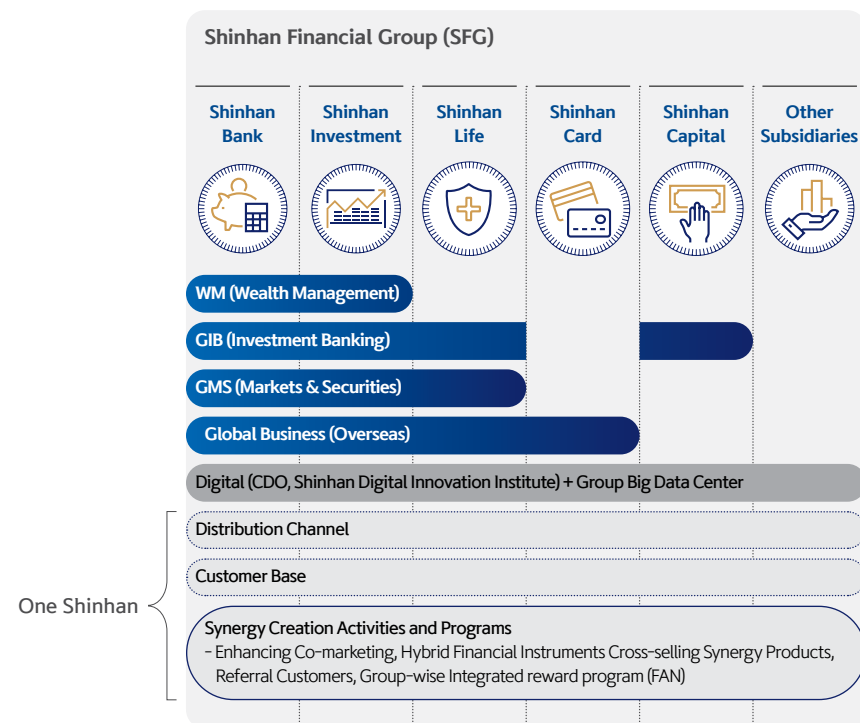 Shinhan Financial Group (SFG)
Shinhan
Bank
Shinhan
Investment
Shinhan
Life
Shinhan
Card
Shinhan
Capital
Other
Subsidiaries
WM (Wealth Management)
GIB (Investment Banking)
GMS (Markets & Securities)
Global Business (Overseas)
Digital (CDO, Shinhan Digital Innovation Institute) + Group Big Data Center
Distribution Channel
Customer Base
One Shinhan
Synergy Creation Activities and Programs
- Enhancing Co-marketing, Hybrid Financial Instruments Cross-selling Synergy Products,
Referral Customers, Group-wise Integrated reward program (FAN)